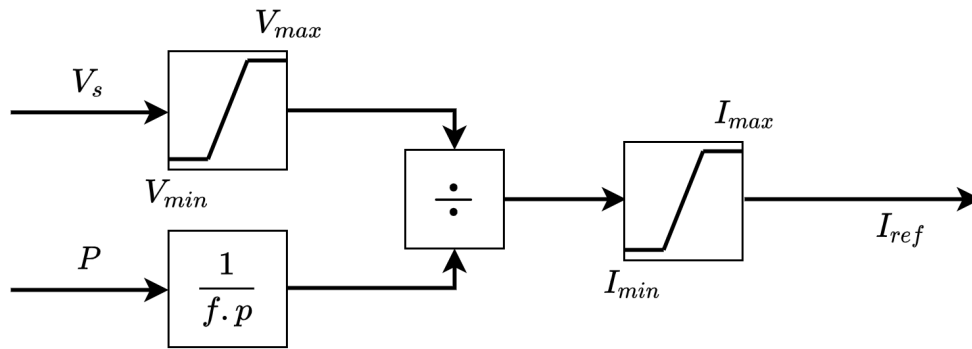 V_max
V_s
V_min
÷
I_max
I_ref
I_min
P
1
f.p